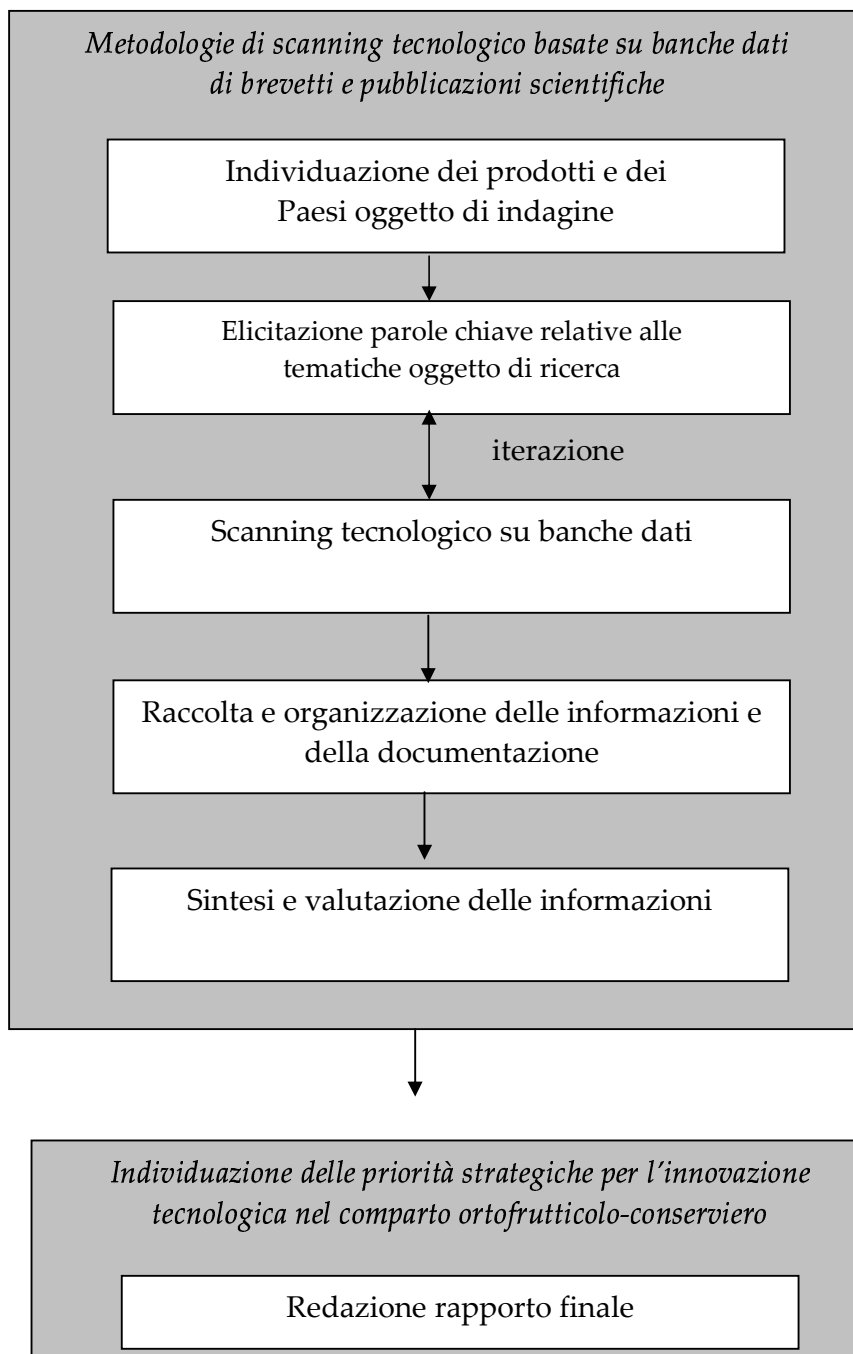 Metodologie di scanning tecnologico basate su banche dati
di brevetti e pubblicazioni scientifiche
Individuazione dei prodotti e dei
Paesi oggetto di indagine
Elicitazione parole chiave relative alle
tematiche oggetto di ricerca
iterazione
Scanning tecnologico su banche dati
Raccolta e organizzazione delle informazioni e
della documentazione
Sintesi e valutazione delle informazioni
Individuazione delle priorità strategiche per l'innovazione
tecnologica nel comparto ortofrutticolo-conserviero
Redazione rapporto finale